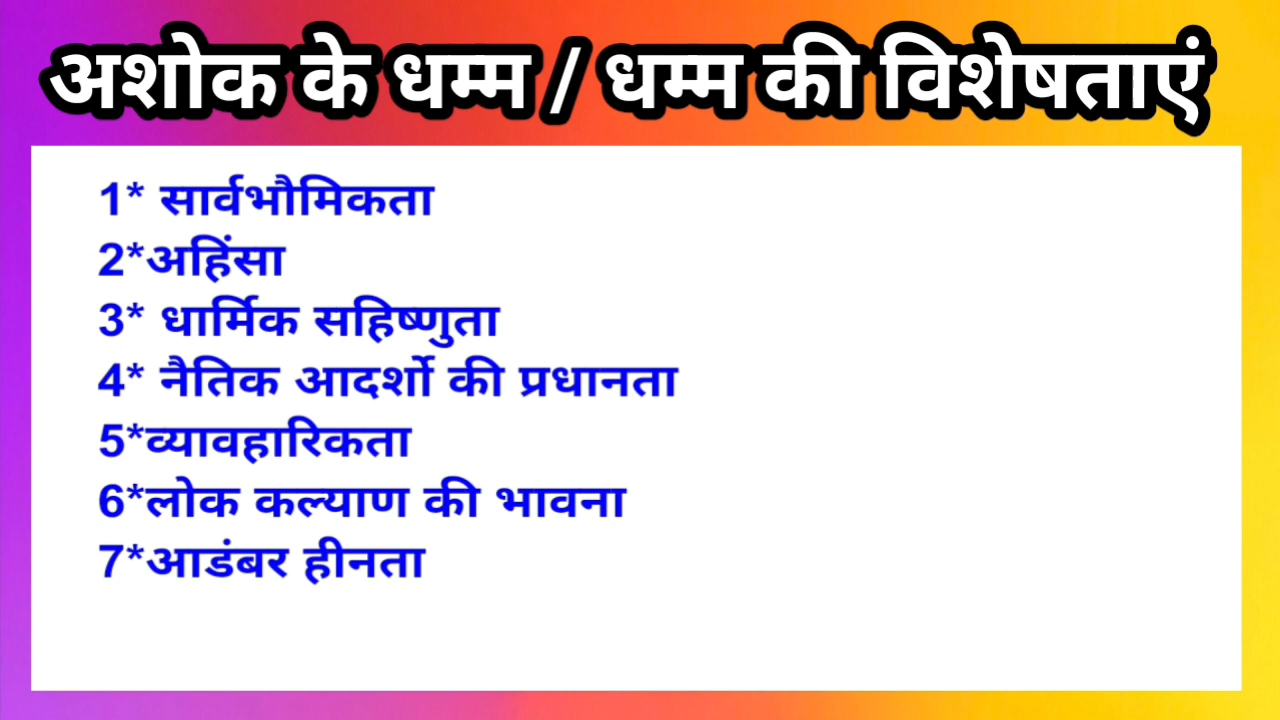 अशोक के धम्म / धम्म की विशेषताएं
1* सार्वभौमिकता
2*अहिंसा
3* धार्मिक सहिष्णुता
4* नैतिक आदर्शो की प्रधानता
5*व्यावहारिकता
6*लोक कल्याण की भावना
7*आडंबर हीनता